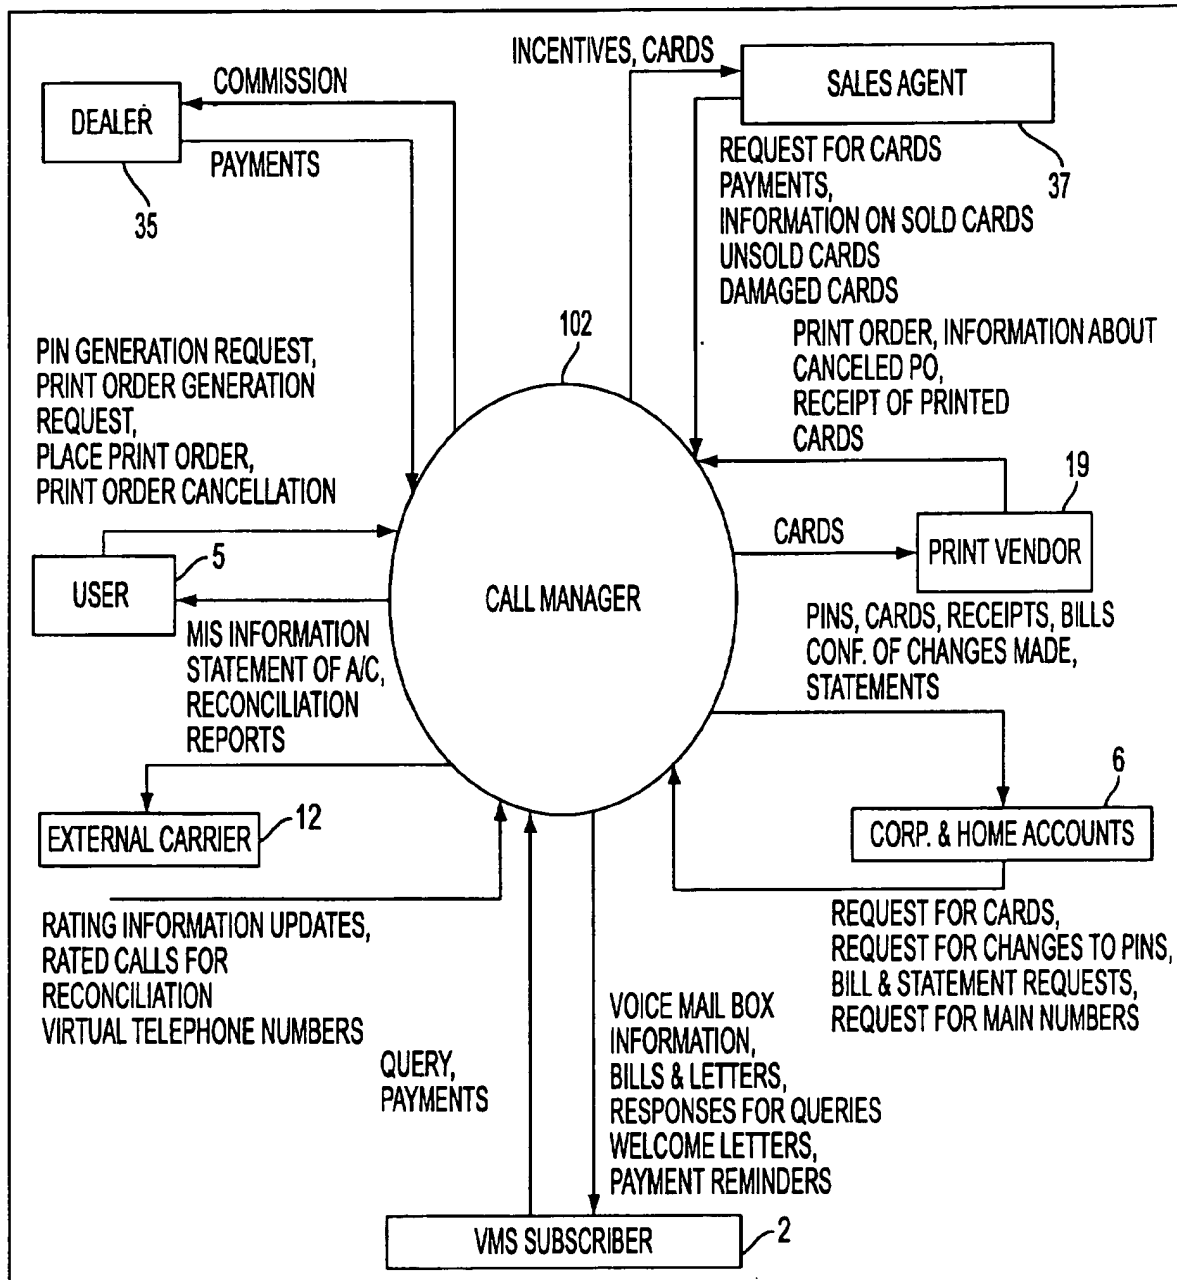 INCENTIVES, CARDS
SALES AGENT
37
COMMISSION
DEALER
35
PAYMENTS
REQUEST FOR CARDS
PAYMENTS,
INFORMATION ON SOLD CARDS
UNSOLD CARDS
DAMAGED CARDS
102
PRINT ORDER, INFORMATION ABOUT
CANCELED PO,
RECEIPT OF PRINTED
CARDS
PIN GENERATION REQUEST,
PRINT ORDER GENERATION
REQUEST,
PLACE PRINT ORDER,
PRINT ORDER CANCELLATION
19
CARDS
PRINT VENDOR
5
USER
CALL MANAGER
MIS INFORMATION
STATEMENT OF A/C,
RECONCILIATION
REPORTS
PINS, CARDS, RECEIPTS, BILLS
CONF. OF CHANGES MADE,
STATEMENTS
6
EXTERNAL CARRIER
12
CORP. & HOME ACCOUNTS
RATING INFORMATION UPDATES,
RATED CALLS FOR
RECONCILIATION
VIRTUAL TELEPHONE NUMBERS
REQUEST FOR CARDS,
REQUEST FOR CHANGES TO PINS,
BILL & STATEMENT REQUESTS,
REQUEST FOR MAIN NUMBERS
QUERY,
PAYMENTS
VOICE MAIL BOX
INFORMATION,
BILLS & LETTERS,
RESPONSES FOR QUERIES
WELCOME LETTERS,
PAYMENT REMINDERS
VMS SUBSCRIBER
2